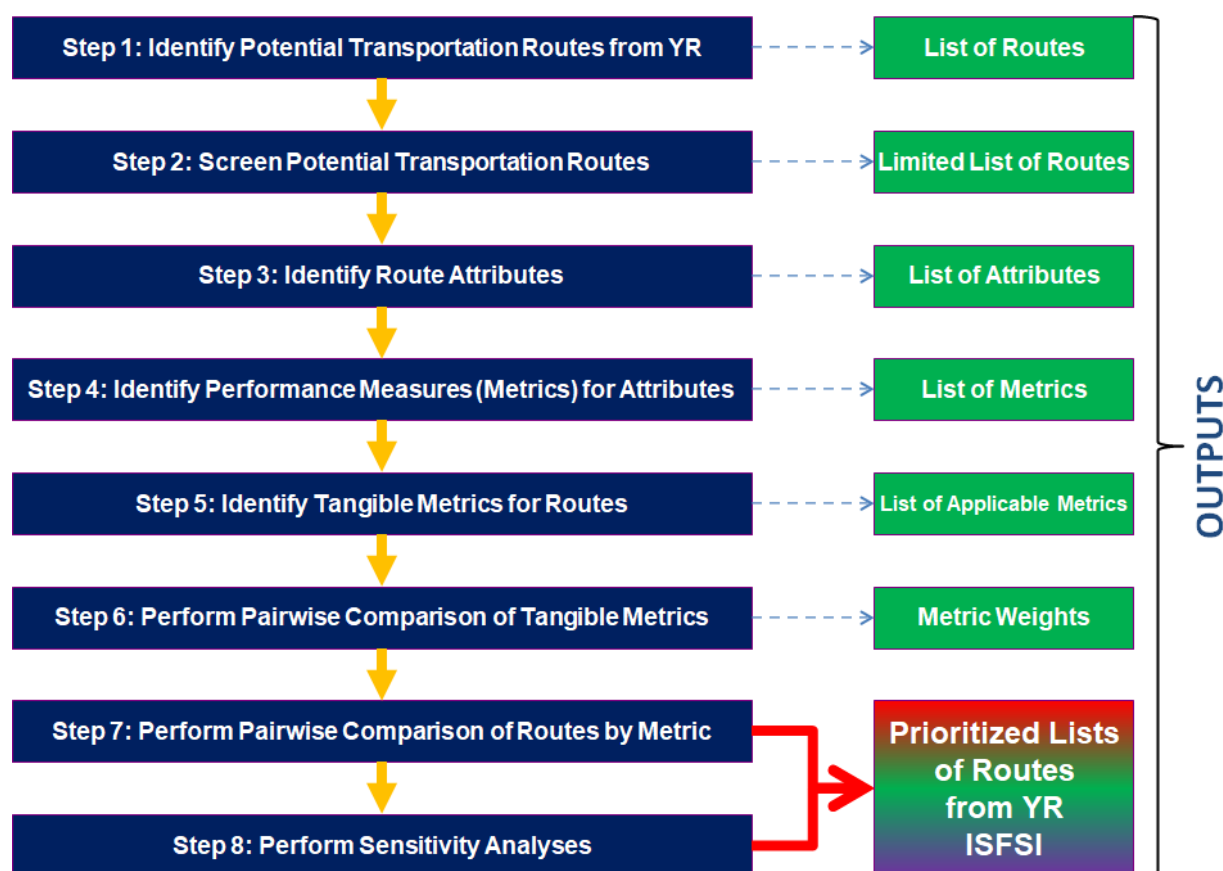 Step 1: Identify Potential Transportation Routes from YR
List of Routes
Step 2: Screen Potential Transportation Routes
Limited List of Routes
Step 3: Identify Route Attributes
List of Attributes
Step 4: Identify Performance Measures (Metrics) for Attributes
List of Metrics
Step 5: Identify Tangible Metrics for Routes
List of Applicable Metrics
Step 6: Perform Pairwise Comparison of Tangible Metrics
Metric Weights
Step 7: Perform Pairwise Comparison of Routes by Metric
Step 8: Perform Sensitivity Analyses
Prioritized Lists
of Routes
from YR
ISFSI
OUTPUTS